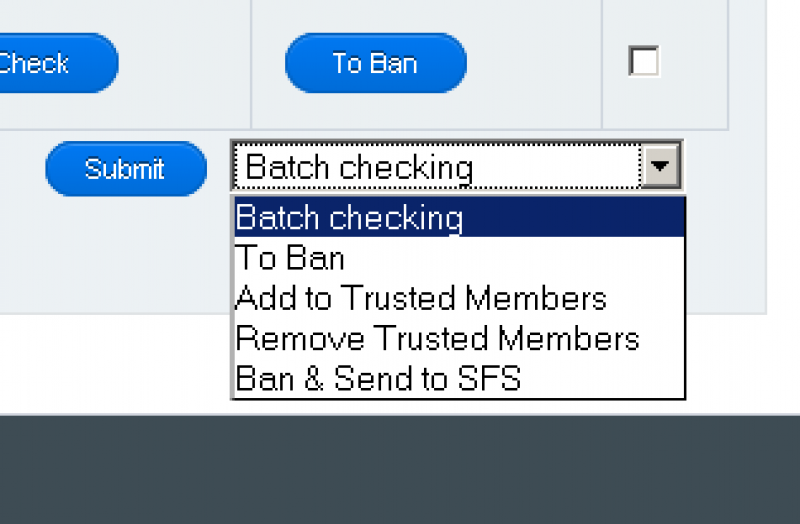 Check To Ban
Submit Batch checking
Batch checking
To Ban
Add to Trusted Members
Remove Trusted Members
Ban & Send to SFS